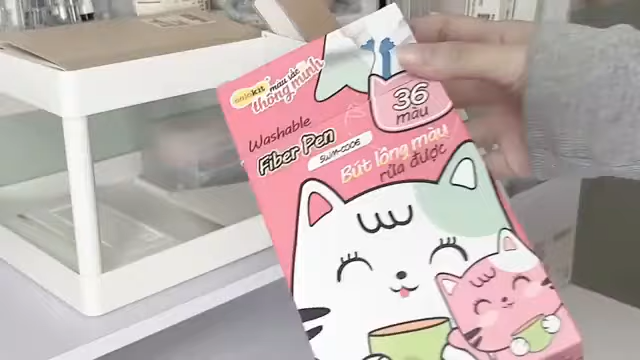 màu sắc
thông minh
36
màu
Washable
Fiber Pen
SWM-C006
Bút lông màu
rửa được